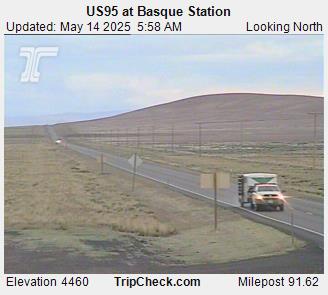 US95 at Basque Station
Updated: May 14 2025 5:58 AM Looking North
Elevation 4460 TripCheck.com Milepost 91.62